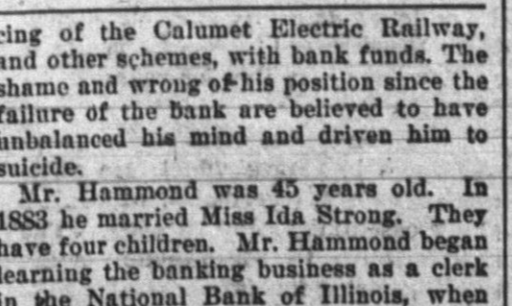 cing of the Calumet Electric Railway,
and other schemes, with bank funds. The
shame and wrong of his position since the
failure of the bank are believed to have
unbalanced his mind and driven him to
suicide.
Mr. Hammond was 45 years old. In
1883 he married Miss Ida Strong. They
have four children. Mr. Hammond began
learning the banking business as a clerk
in the National Bank of Illinois, when